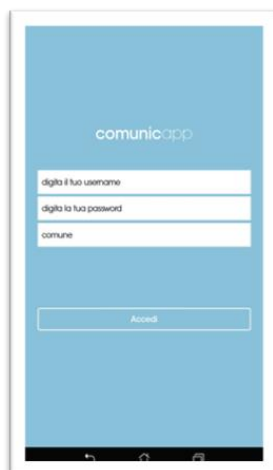 comunicapp
digita il tuo username
digita la tua password
comune
Accedi